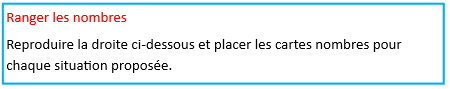 Ranger les nombres
Reproduire la droite ci-dessous et placer les cartes nombres pour
chaque situation proposée.